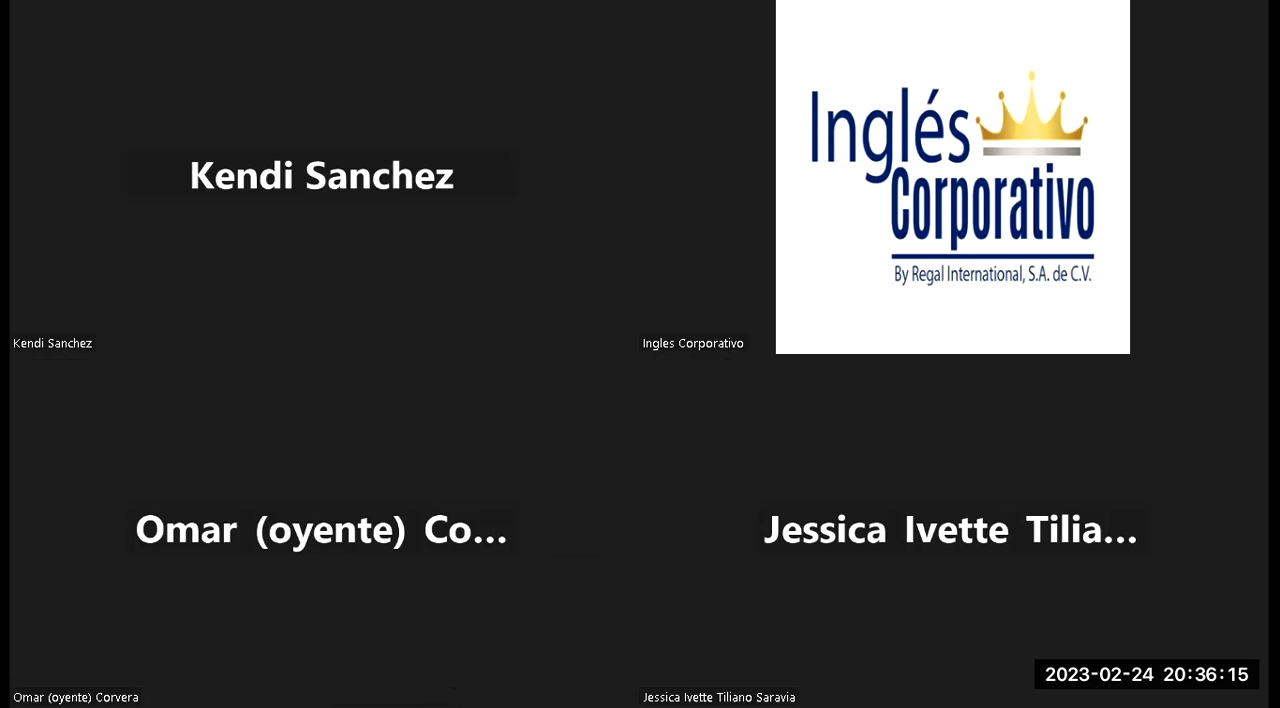 Kendi Sanchez
Inglés
Corporativo
By Regal International, S.A. de C.V.
Kendi Sanchez
Ingles Corporativo
Omar (oyente) Co...
Jessica Ivette Tilia...
2023-02-24 20:36:15
Omar (oyente) Corvera
Jessica Ivette Tiliano Saravia